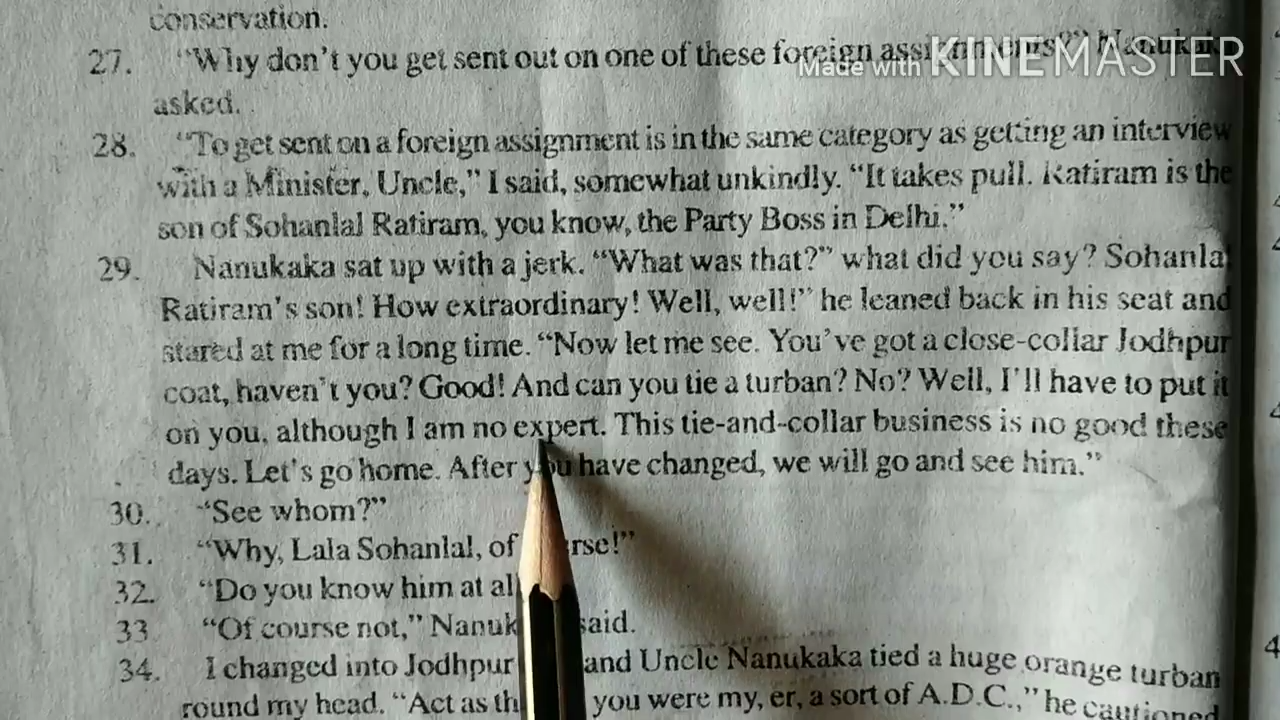 conservation.
27. "Why don't you get sent out on one of these foreign
Made with KINEMASTER
asked.
28. "To get sent on a foreign assignment is in the same category as getting an interview
with a Minister, Uncle," I said, somewhat unkindly. "It takes pull. Ratiram is the
son of Sohanlal Ratiram, you know, the Party Boss in Delhi."
29. Nanukaka sat up with a jerk. "What was that?" what did you say? Sohanlal
Ratiram's son! How extraordinary! Well, well!" he leaned back in his seat and
stared at me for a long time. "Now let me see. You've got a close-collar Jodhpur
coat, haven't you? Good! And can you tie a turban? No? Well, I'll have to put it
on you, although I am no expert. This tie-and-collar business is no good these
days. Let's go home. After you have changed, we will go and see him."
30. "See whom?"
31. "Why, Lala Sohanlal, of
32. "Do you know him at
33 "Of course not," said.
34. I changed into Jodhpur and Uncle Nanukaka tied a huge orange turban
round my head. "Act as you were my, er, a sort of A.D.C.," he cautioned
4